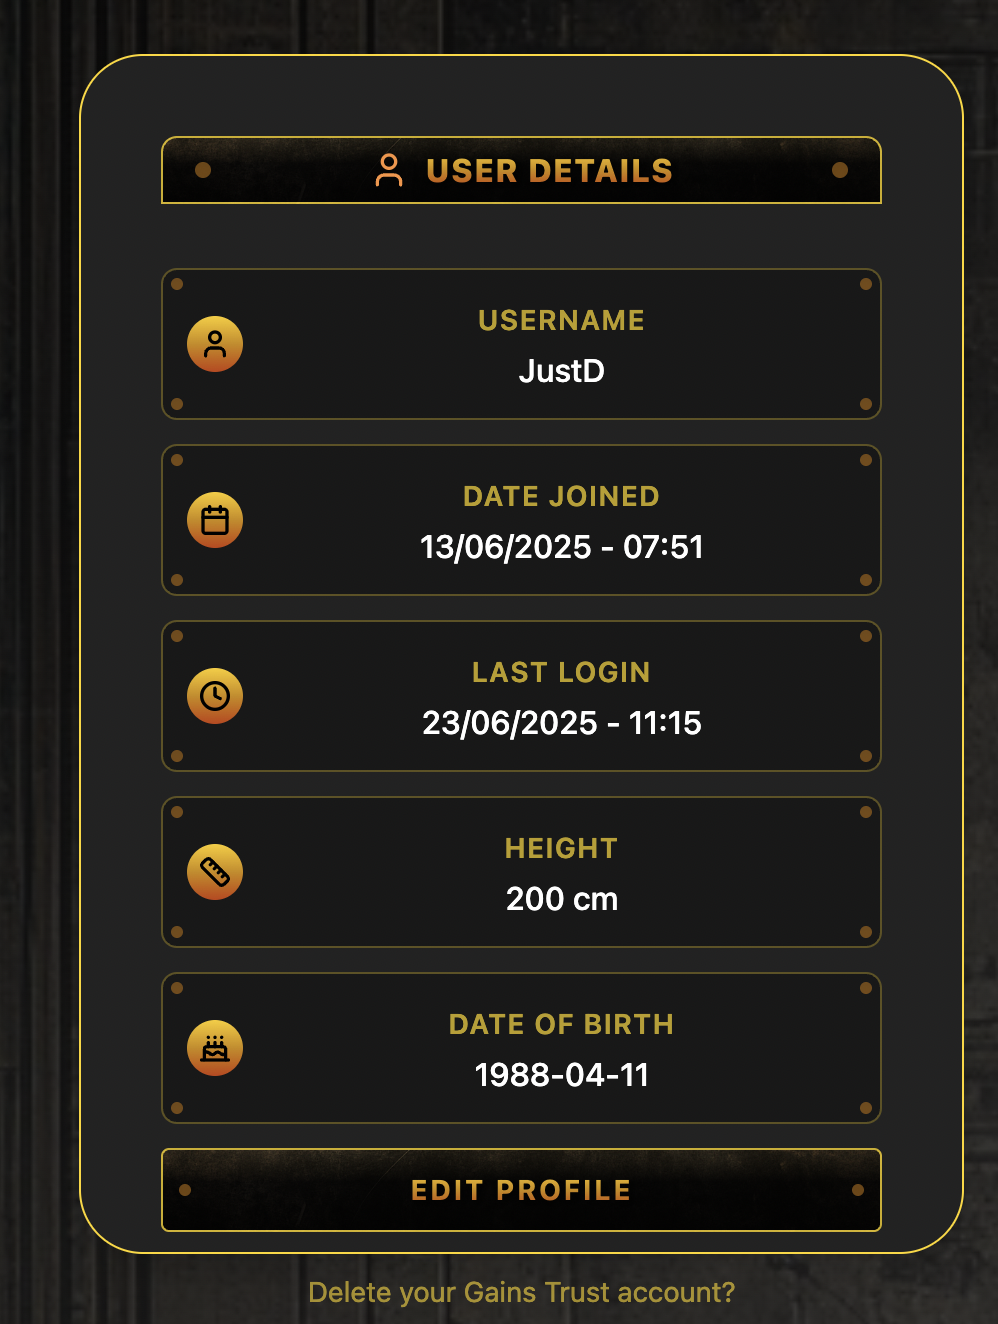 USER DETAILS
USERNAME
JustD
DATE JOINED
13/06/2025 - 07:51
LAST LOGIN
23/06/2025 - 11:15
HEIGHT
200 cm
DATE OF BIRTH
1988-04-11
EDIT PROFILE
Delete your Gains Trust account?